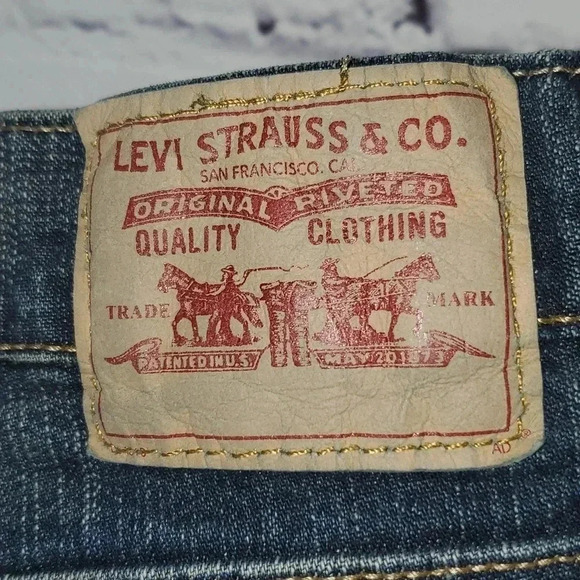 LEVI STRAUSS & CO.
SAN FRANCISCO, CAL
ORIGINAL RIVETED
QUALITY CLOTHING
TRADE MARK
PATENTED IN U.S. MAY 20 1873
AD ®